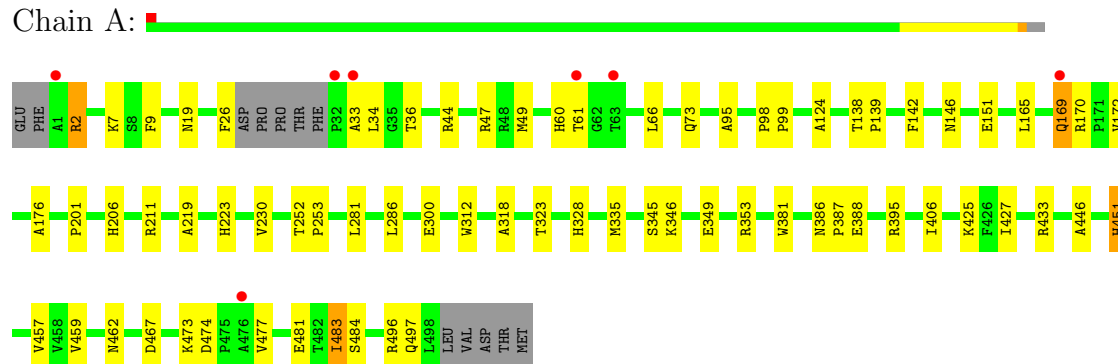 Chain A:
GLU PHE A1 R2 K7 S8 F9 N19 F26 ASP PRO PRO THR PHE P32 A33 L34 G35 T36 R44 R47 R48 M49 H60 T61 G62 T63 L66 Q73 A95 P98 P99 A124 T138 P139 F142 N146 E151 L165 Q169 R170 P171
A176 P201 H206 R211 A219 H223 V230 T252 P253 L281 L286 E300 W312 A318 T323 H328 M335 S345 K346 E349 R353 W381 N386 P387 E388 R395 I406 K425 F426 I427 R433 A446 H451
V457 V458 V459 N462 D467 K473 D474 P475 A476 V477 E481 T482 I483 S484 R496 Q497 L498 LEU VAL ASP THR MET